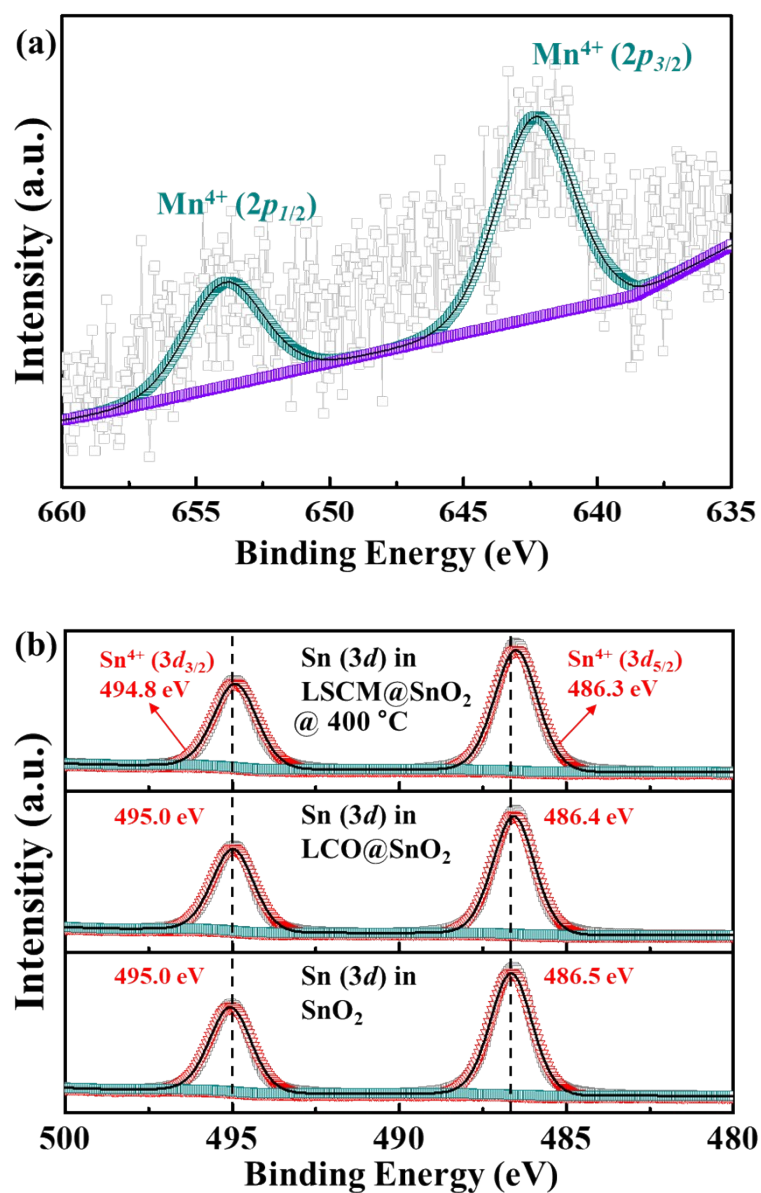 (a)
Mn⁴⁺ (2p₃/₂)
Mn⁴⁺ (2p₁/₂)
Intensity (a.u.)
660 655 650 645 640 635
Binding Energy (eV)
(b)
Sn⁴⁺ (3d₃/₂)
494.8 eV
Sn (3d) in
LSCM@SnO₂
@ 400 °C
Sn⁴⁺ (3d₅/₂)
486.3 eV
495.0 eV
Sn (3d) in
LCO@SnO₂
486.4 eV
495.0 eV
Sn (3d) in
SnO₂
486.5 eV
Intensitiy (a.u.)
500 495 490 485 480
Binding Energy (eV)